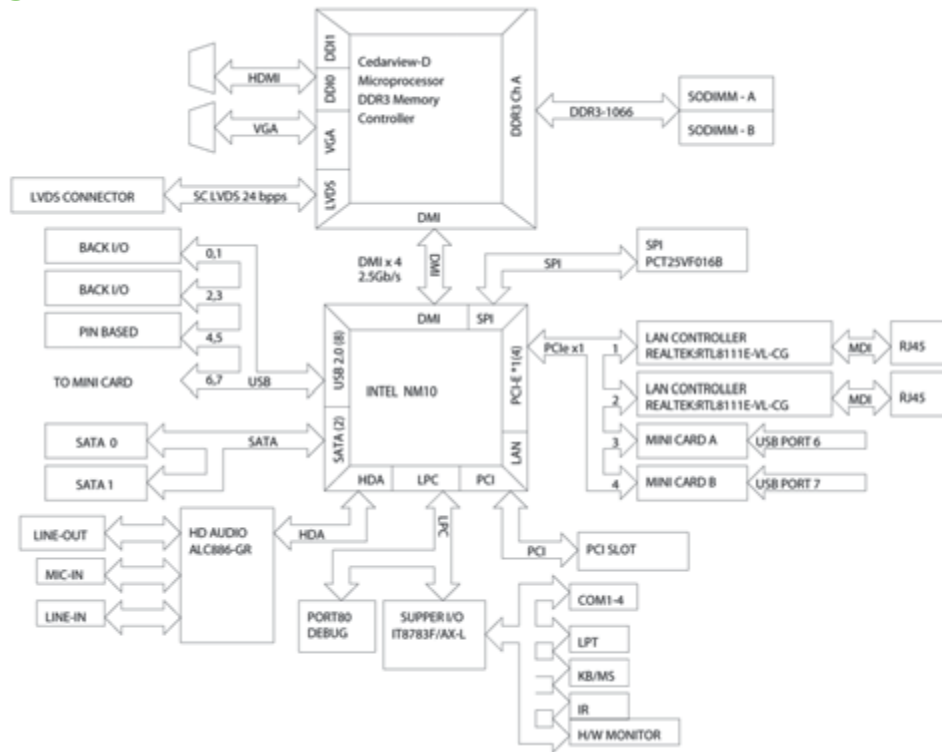 DDI1
DDI0
VGA
LVDS
Cedarview-D
Microprocessor
DDR3 Memory
Controller
DDR3 Ch A
DMI
HDMI
VGA
LVDS CONNECTOR
SC LVDS 24 bpps
DDR3-1066
SODIMM - A
SODIMM - B
DMI x 4
2.5Gb/s
DMI
SPI
SPI
PCT25VF016B
BACK I/O
0,1
BACK I/O
2,3
PIN BASED
4,5
TO MINI CARD
6,7
USB
DMI
SPI
USB 2.0 (8)
SATA (2)
INTEL NM10
PCI-E *1(4)
LAN
HDA
LPC
PCI
PCIe x1
1
LAN CONTROLLER
REALTEK:RTL8111E-VL-CG
MDI
RJ45
2
LAN CONTROLLER
REALTEK:RTL8111E-VL-CG
MDI
RJ45
3
MINI CARD A
USB PORT 6
4
MINI CARD B
USB PORT 7
SATA 0
SATA
SATA 1
LINE-OUT
MIC-IN
LINE-IN
HD AUDIO
ALC886-GR
HDA
LPC
PCI
PCI SLOT
PORT80
DEBUG
SUPPER I/O
IT8783F/AX-L
COM1-4
LPT
KB/MS
IR
H/W MONITOR